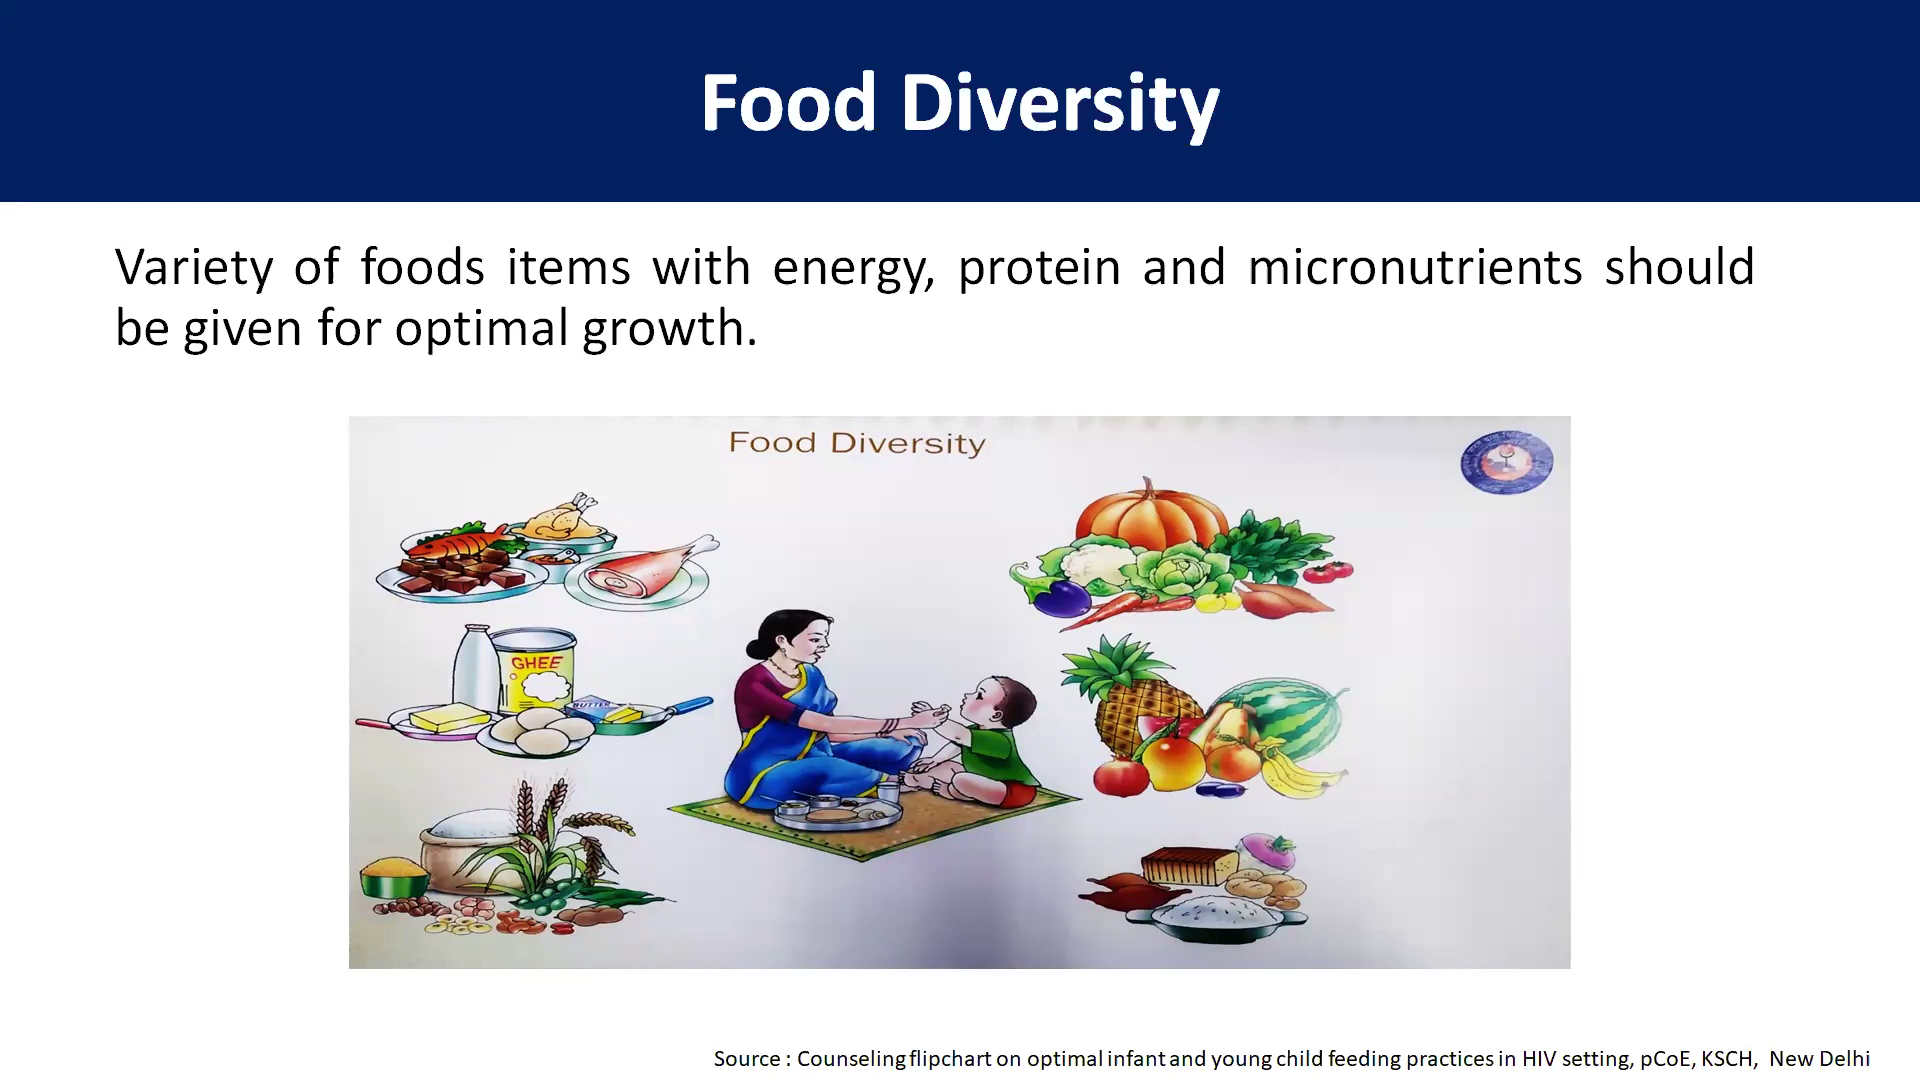 Food Diversity
Variety of foods items with energy, protein and micronutrients should
be given for optimal growth.
Food Diversity
GHEE
BUTTER
Source : Counseling flipchart on optimal infant and young child feeding practices in HIV setting, pCoE, KSCH, New Delhi